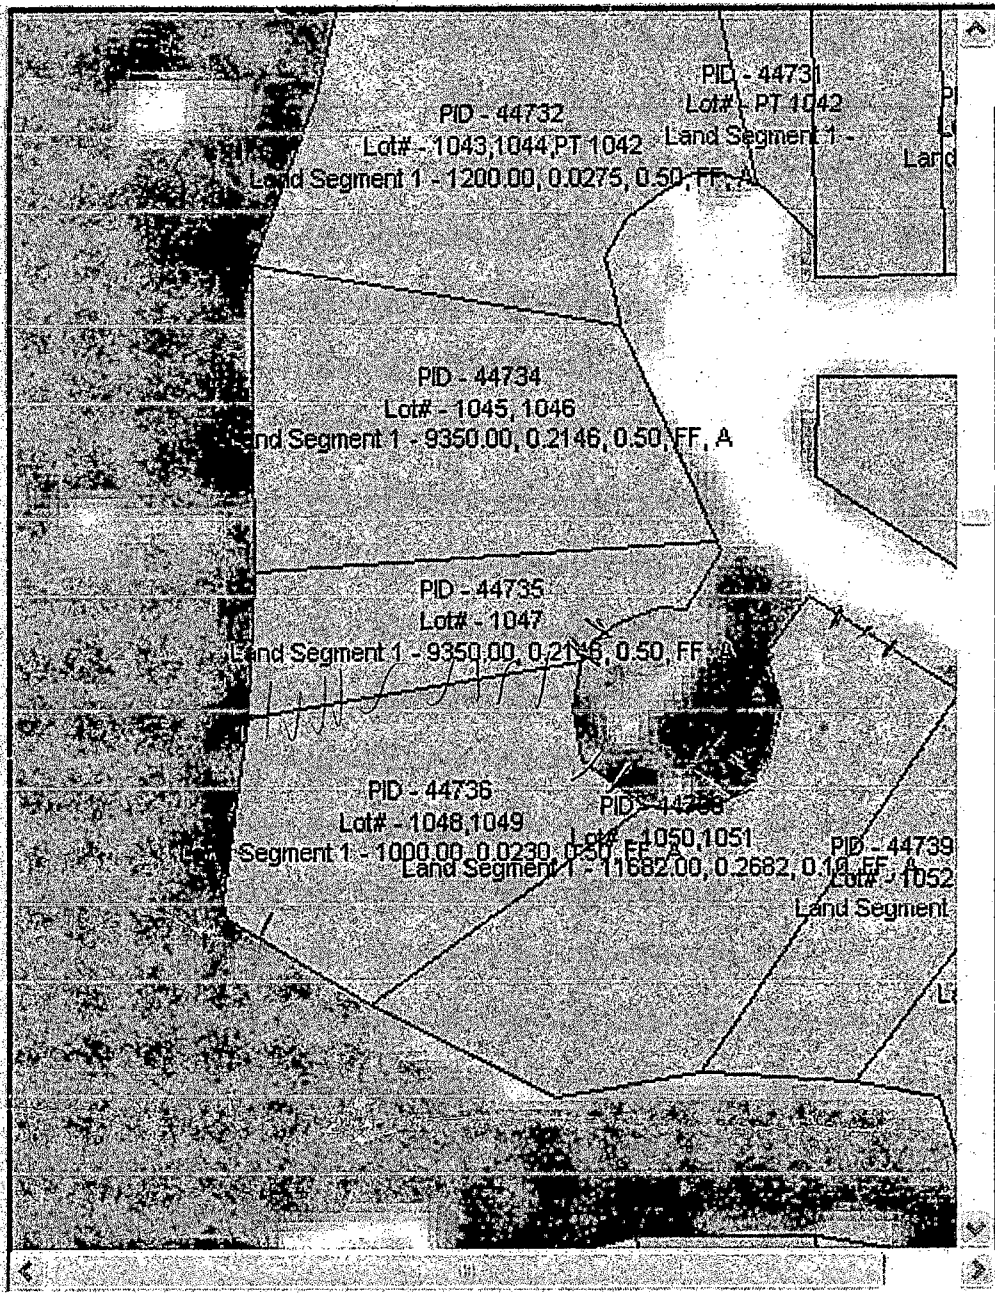 PID - 44731
Lot# - PT 1042
Land Segment 1 -
PID - 44732
Lot# - 1043,1044,PT 1042
Land Segment 1 - 1200.00, 0.0275, 0.50, FF, A
Land
PID - 44734
Lot# - 1045, 1046
nd Segment 1 - 9350.00, 0.2146, 0.50, FF, A
PID - 44735
Lot# - 1047
Land Segment 1 - 9350.00, 0.2146, 0.50, FF, A
PID - 44736
Lot# - 1048,1049
Segment 1 - 1000.00, 0.0230, 0.50, FF, A
PID -
Lot# - 1050,1051
Land Segment 1 - 11682.00, 0.2682, 0.10, FF, A
PID - 44739
Lot# - 1052
Land Segment